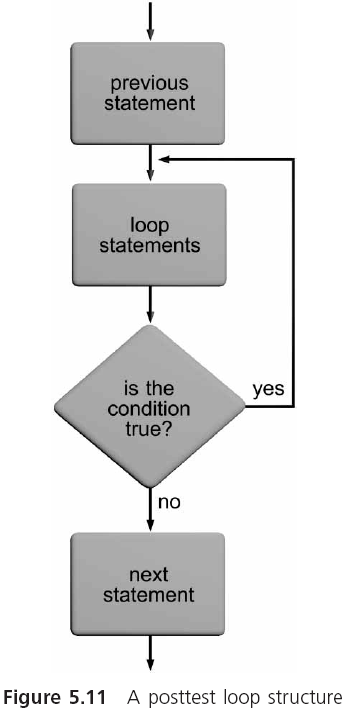 previous
statement
loop
statements
is the
condition
true?
yes
no
next
statement
Figure 5.11 A posttest loop structure